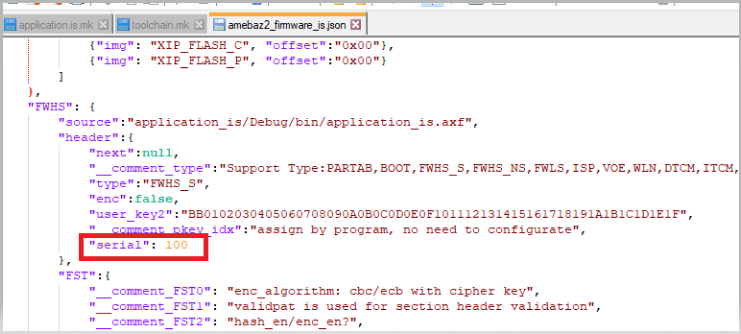 application.is.mk toolchain.mk amebaz2_firmware_is.json
{"img": "XIP_FLASH_C", "offset":"0x00"},
{"img": "XIP_FLASH_P", "offset":"0x00"}
]
},
"FWHS": {
"source":"application_is/Debug/bin/application_is.axf",
"header":{
"next":null,
"__comment_type":"Support Type:PARTAB,BOOT,FWHS_S,FWHS_NS,FWLS,ISP,VOE,WLN,DTCM,ITCM,
"type":"FWHS_S",
"enc":false,
"user_key2":"BB0102030405060708090A0B0C0D0E0F101112131415161718191A1B1C1D1E1F",
"__comment_pkey_idx":"assign by program, no need to configurate",
"serial": 100
},
"FST":{
"__comment_FST0": "enc_algorithm: cbc/ecb with cipher key",
"__comment_FST1": "validpat is used for section header validation",
"__comment_FST2": "hash_en/enc_en?",